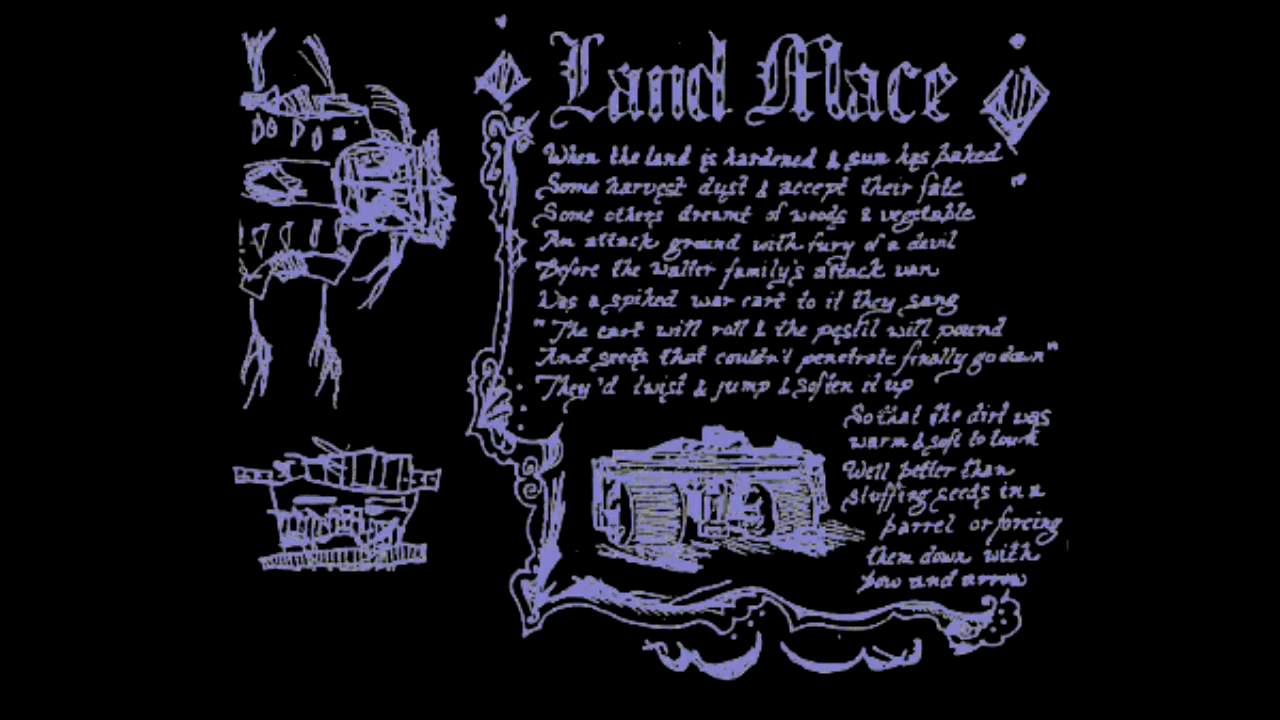 Land Mace
When the land is hardened & sun has baked
Some harvest dust & accept their fate
Some others dreamt of woods & vegetable
An attack ground with fury of a devil
Before the Walter family's attack van
Was a spiked war cart to it they sang
"The cart will roll & the pestil will pound
And seeds that couldn't penetrate finally go down"
They'd twist & jump & soften it up
So that the dirt was
warm & soft to touch
Well better than
stuffing seeds in a
barrel or forcing
them down with
bow and arrow